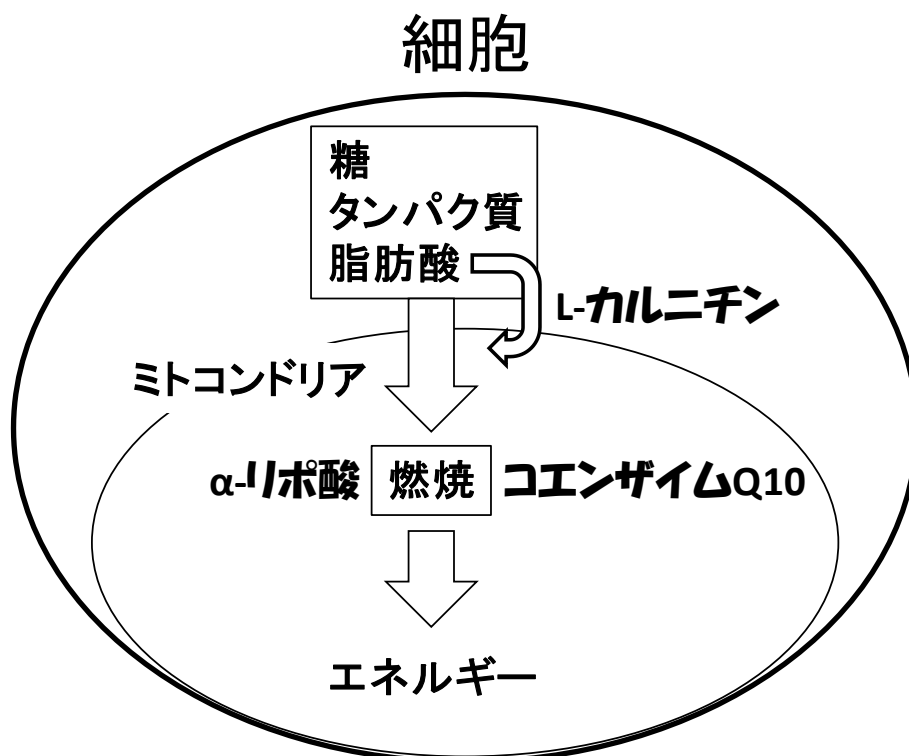 細胞
糖
タンパク質
脂肪酸
L-カルニチン
ミトコンドリア
α-リポ酸 燃焼 コエンザイムQ10
エネルギー